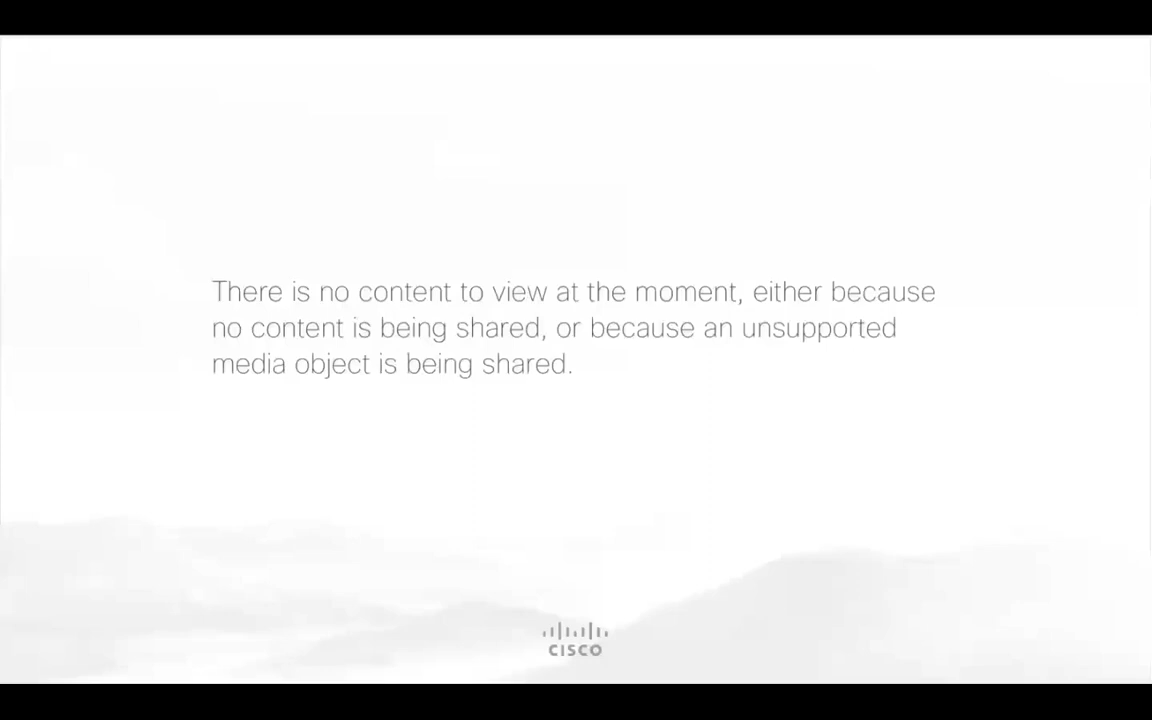 There is no content to view at the moment, either because
no content is being shared, or because an unsupported
media object is being shared.
CISCO